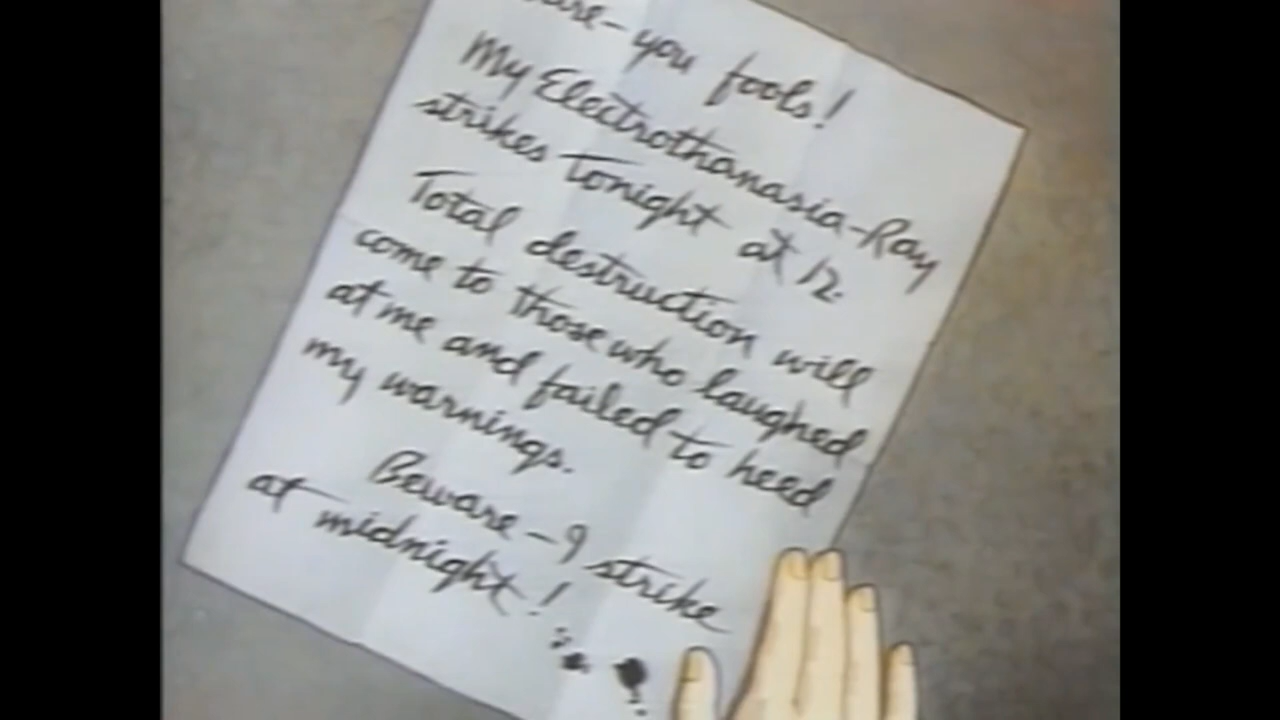 you fools!
My Electrothanasia-Ray
strikes tonight at 12.
Total destruction will
come to those who laughed
at me and failed to heed
my warnings.
Beware-I strike
at midnight!